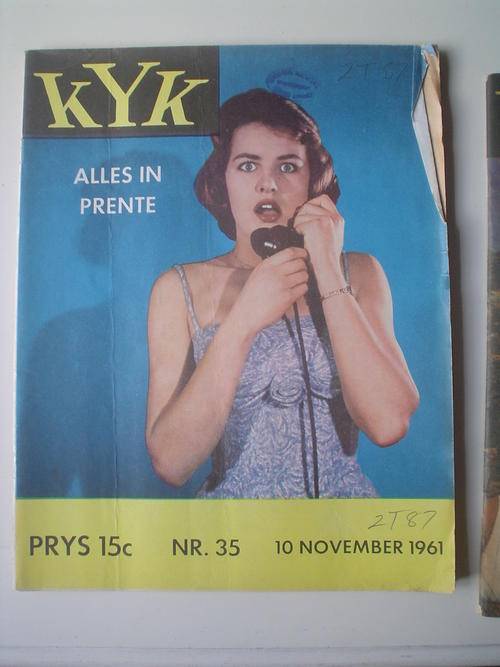 KYK
2T87
ALLES IN
PRENTE
2T87
PRYS 15c NR. 35 10 NOVEMBER 1961